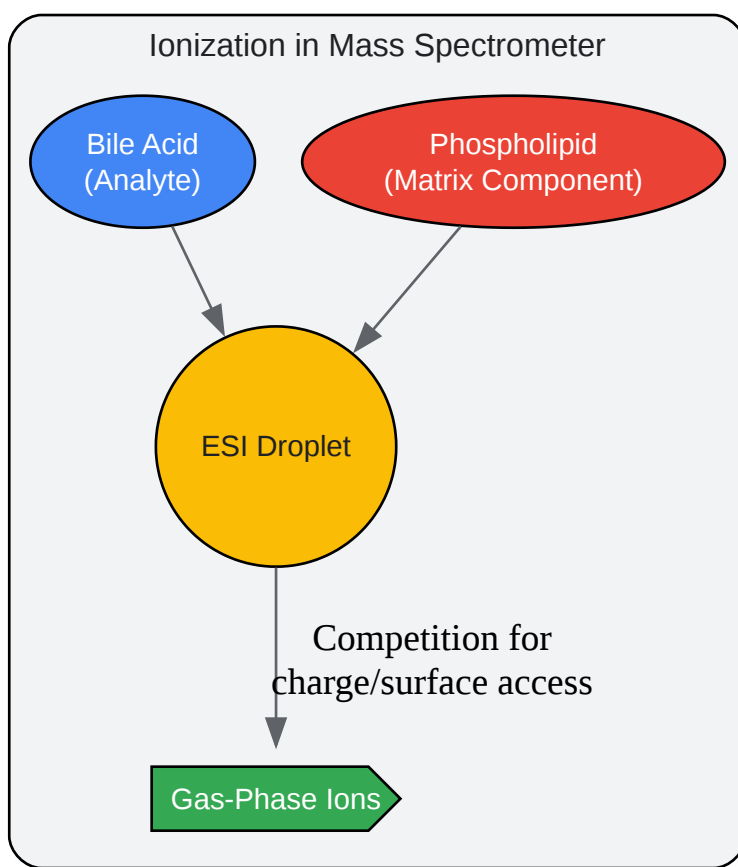 Ionization in Mass Spectrometer
Bile Acid
(Analyte)
Phospholipid
(Matrix Component)
ESI Droplet
Competition for
charge/surface access
Gas-Phase Ions